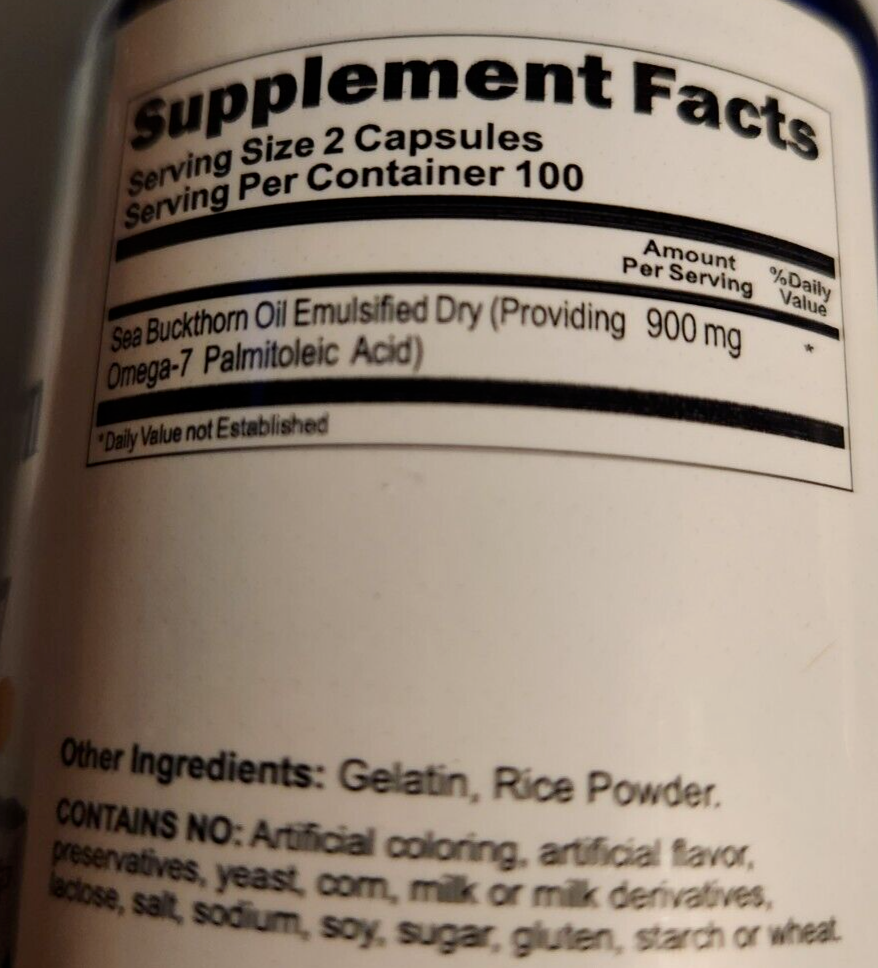 Supplement Facts
Serving Size 2 Capsules
Serving Per Container 100
Amount Per Serving
%Daily Value
Sea Buckthorn Oil Emulsified Dry (Providing 900 mg *
Omega-7 Palmitoleic Acid)
*Daily Value not Established
Other Ingredients: Gelatin, Rice Powder.
CONTAINS NO: Artificial coloring, artificial flavor,
preservatives, yeast, corn, milk or milk derivatives,
lactose, salt, sodium, soy, sugar, gluten, starch or wheat.